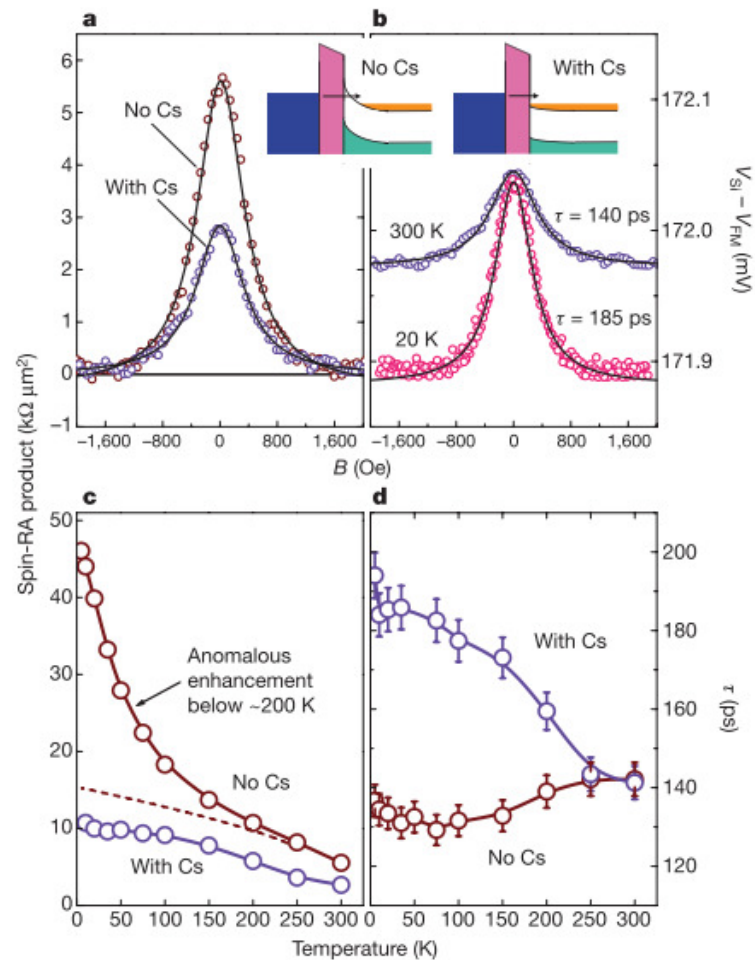 a
b
6
5
4
3
2
1
0
−1
No Cs
With Cs
No Cs
With Cs
300 K
τ = 140 ps
20 K
τ = 185 ps
172.1
172.0
171.9
V_Si − V_FM (mV)
−1,600 −800 0 800 1,600
−1,600 −800 0 800 1,600
B (Oe)
Spin-RA product (kΩ μm²)
c
d
50
40
30
20
10
0
Anomalous
enhancement
below ~200 K
No Cs
With Cs
With Cs
No Cs
200
180
160
140
130
τ (ps)
0 50 100 150 200 250 300
0 50 100 150 200 250 300
Temperature (K)